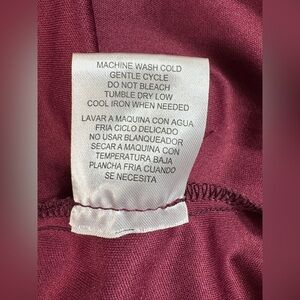 MACHINE WASH COLD
GENTLE CYCLE
DO NOT BLEACH
TUMBLE DRY LOW
COOL IRON WHEN NEEDED
LAVAR A MAQUINA CON AGUA
FRIA CICLO DELICADO
NO USAR BLANQUEADOR
SECAR A MAQUINA CON
TEMPERATURA BAJA
PLANCHA FRIA CUANDO
SE NECESITA